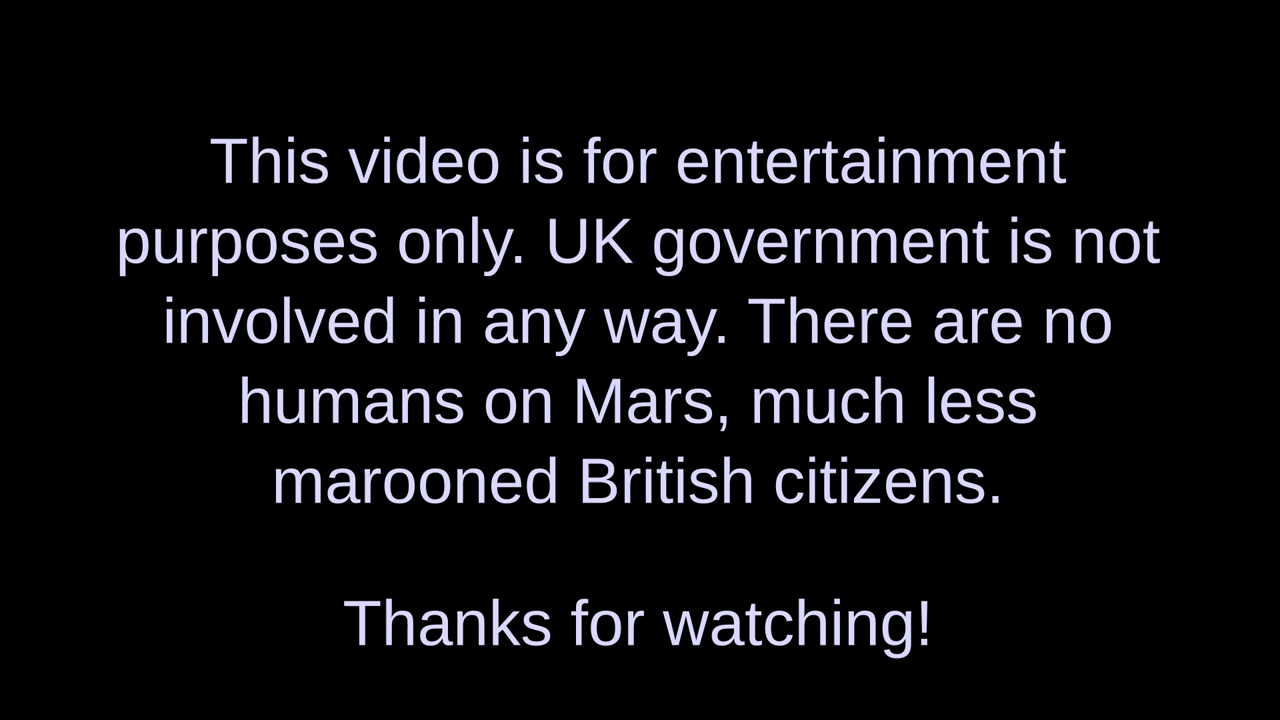 This video is for entertainment
purposes only. UK government is not
involved in any way. There are no
humans on Mars, much less
marooned British citizens.
Thanks for watching!